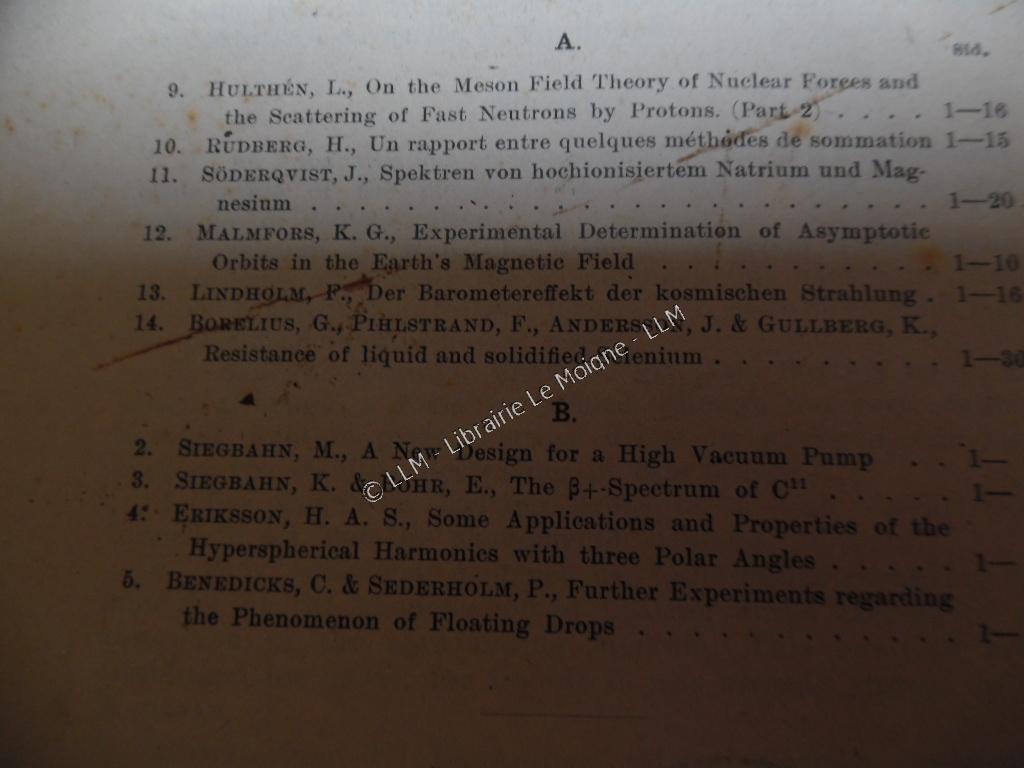 A.
Sid.
9. HULTHÉN, L., On the Meson Field Theory of Nuclear Forces and
the Scattering of Fast Neutrons by Protons. (Part 2) . . . . 1—16
10. RUDBERG, H., Un rapport entre quelques méthodes de sommation 1—15
11. SÖDERQVIST, J., Spektren von hochionisiertem Natrium und Mag-
nesium . . . . . . . . . . . . . . . . . . . . . . . 1—20
12. MALMFORS, K. G., Experimental Determination of Asymptotic
Orbits in the Earth's Magnetic Field . . . . . . . . . . . 1—10
13. LINDHOLM, F., Der Barometereffekt der kosmischen Strahlung . 1—16
14. BORELIUS, G., PIHLSTRAND, F., ANDERSSON, J. & GULLBERG, K.,
Resistance of liquid and solidified Selenium . . . . . . . . . 1—30
B.
2. SIEGBAHN, M., A New Design for a High Vacuum Pump . . 1—
3. SIEGBAHN, K. & BOHR, E., The β+-Spectrum of C¹¹ . . . . . 1—
4. ERIKSSON, H. A. S., Some Applications and Properties of the
Hyperspherical Harmonics with three Polar Angles . . . . . 1—
5. BENEDICKS, C. & SEDERHOLM, P., Further Experiments regarding
the Phenomenon of Floating Drops . . . . . . . . . . . . 1—
© LLM - Librairie Le Moigne - LLM